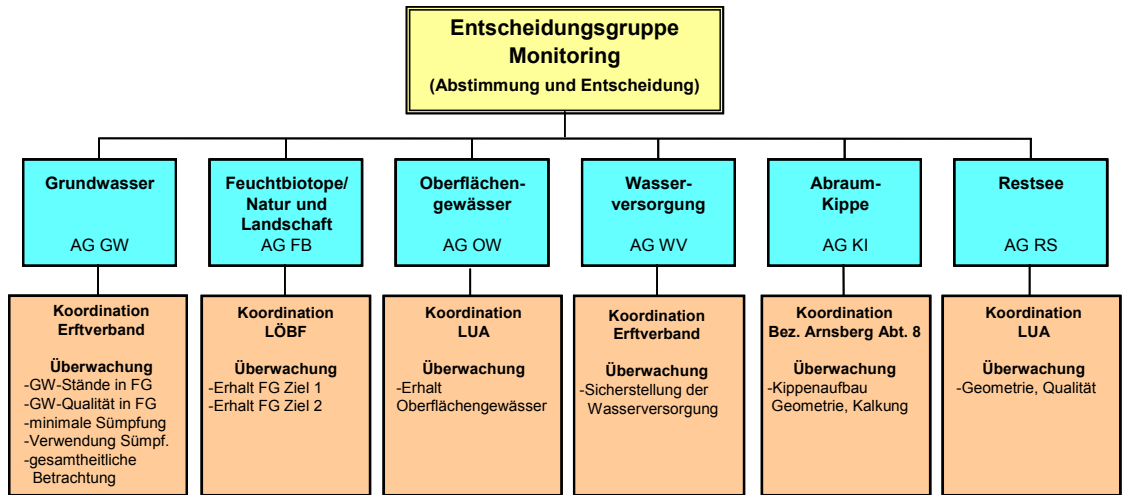 Entscheidungsgruppe
Monitoring
(Abstimmung und Entscheidung)
Grundwasser
AG GW
Feuchtbiotope/
Natur und
Landschaft
AG FB
Oberflächen-
gewässer
AG OW
Wasser-
versorgung
AG WV
Abraum-
Kippe
AG KI
Restsee
AG RS
Koordination
Erftverband
Überwachung
-GW-Stände in FG
-GW-Qualität in FG
-minimale Sümpfung
-Verwendung Sümpf.
-gesamtheitliche
Betrachtung
Koordination
LÖBF
Überwachung
-Erhalt FG Ziel 1
-Erhalt FG Ziel 2
Koordination
LUA
Überwachung
-Erhalt
Oberflächengewässer
Koordination
Erftverband
Überwachung
-Sicherstellung der
Wasserversorgung
Koordination
Bez. Arnsberg Abt. 8
Überwachung
-Kippenaufbau
Geometrie, Kalkung
Koordination
LUA
Überwachung
-Geometrie, Qualität